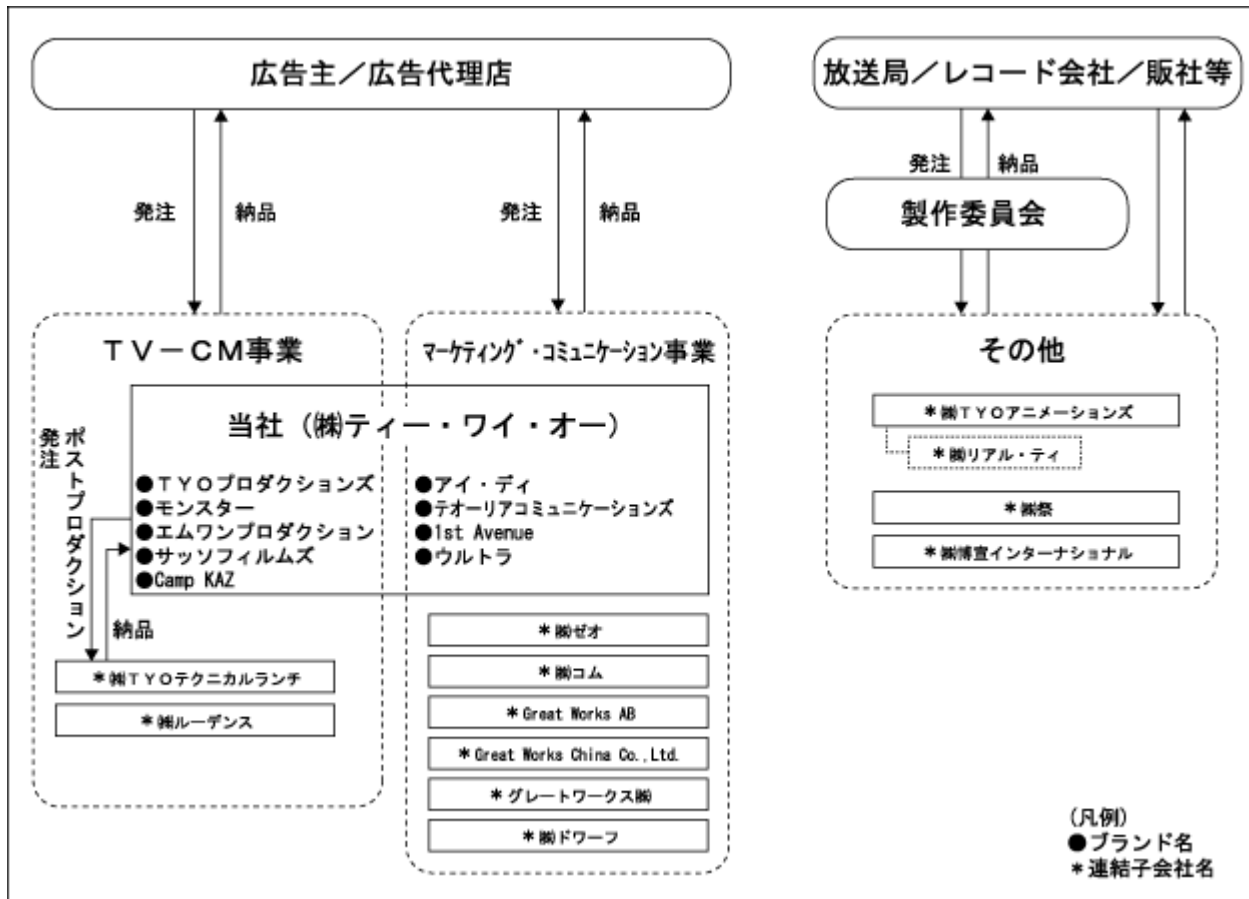 広告主／広告代理店
放送局／レコード会社／販社等
発注
納品
発注
納品
発注
納品
製作委員会
ＴＶ－ＣＭ事業
当社（㈱ティー・ワイ・オー）
●ＴＹＯプロダクションズ
●モンスター
●エムワンプロダクション
●サッソフィルムズ
●Camp KAZ
ポストプロダクション
発注
納品
＊㈱ＴＹＯテクニカルランチ
＊㈱ルーデンス
ﾏｰｹﾃｨﾝｸﾞ・ｺﾐｭﾆｹｰｼｮﾝ事業
●アイ・ディ
●テオーリアコミュニケーションズ
●1st Avenue
●ウルトラ
＊㈱ゼオ
＊㈱コム
＊Great Works AB
＊Great Works China Co.,Ltd.
＊グレートワークス㈱
＊㈱ドワーフ
その他
＊㈱ＴＹＯアニメーションズ
＊㈱リアル・ティ
＊㈱祭
＊㈱博宣インターナショナル
(凡例)
●ブランド名
＊連結子会社名